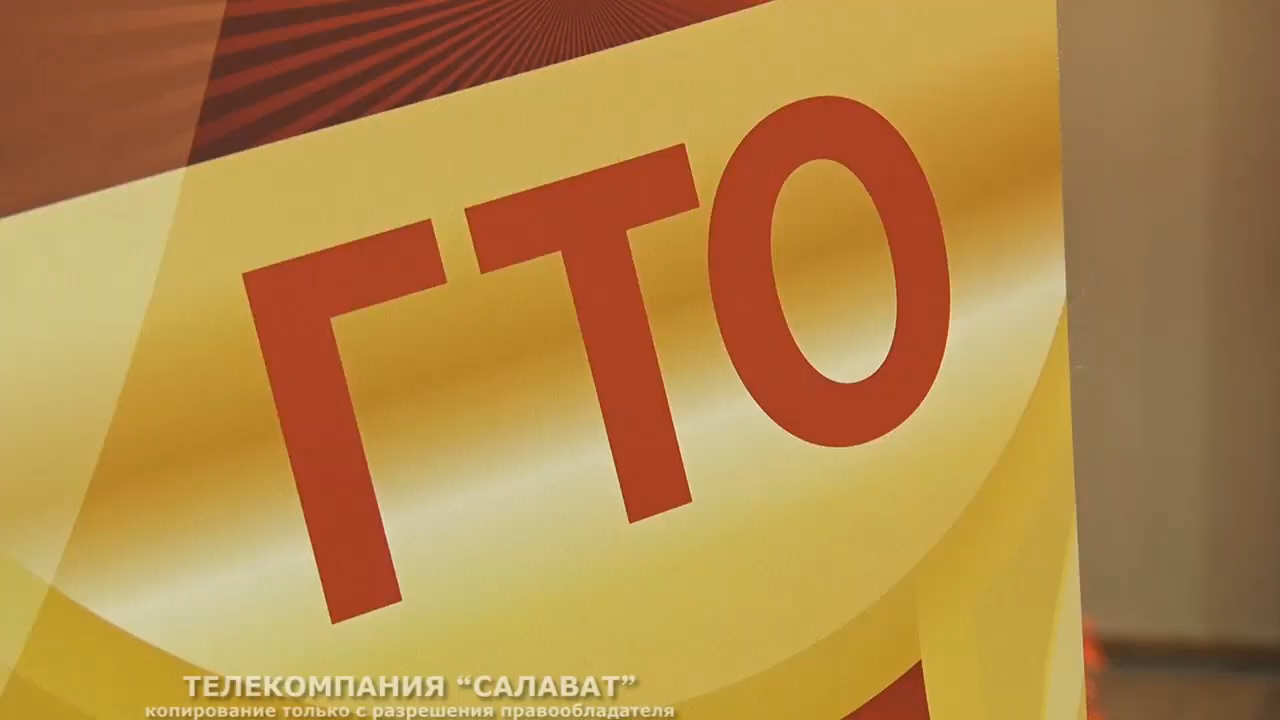 ГТО
ТЕЛЕКОМПАНИЯ “САЛАВАТ”
копирование только с разрешения правообладателя